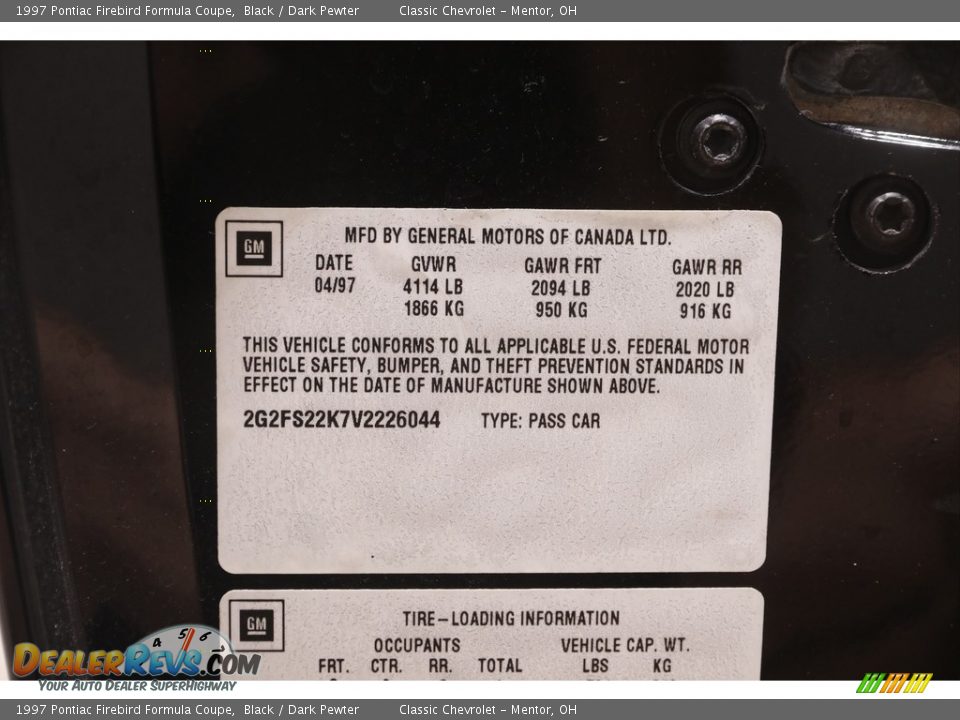 1997 Pontiac Firebird Formula Coupe, Black / Dark Pewter Classic Chevrolet - Mentor, OH
GM
MFD BY GENERAL MOTORS OF CANADA LTD.
DATE GVWR GAWR FRT GAWR RR
04/97 4114 LB 2094 LB 2020 LB
1866 KG 950 KG 916 KG
THIS VEHICLE CONFORMS TO ALL APPLICABLE U.S. FEDERAL MOTOR
VEHICLE SAFETY, BUMPER, AND THEFT PREVENTION STANDARDS IN
EFFECT ON THE DATE OF MANUFACTURE SHOWN ABOVE.
2G2FS22K7V2226044 TYPE: PASS CAR
GM
TIRE-LOADING INFORMATION
OCCUPANTS VEHICLE CAP. WT.
FRT. CTR. RR. TOTAL LBS KG
4 5 6
DEALERREVS.COM
YOUR AUTO DEALER SUPERHIGHWAY
1997 Pontiac Firebird Formula Coupe, Black / Dark Pewter Classic Chevrolet - Mentor, OH